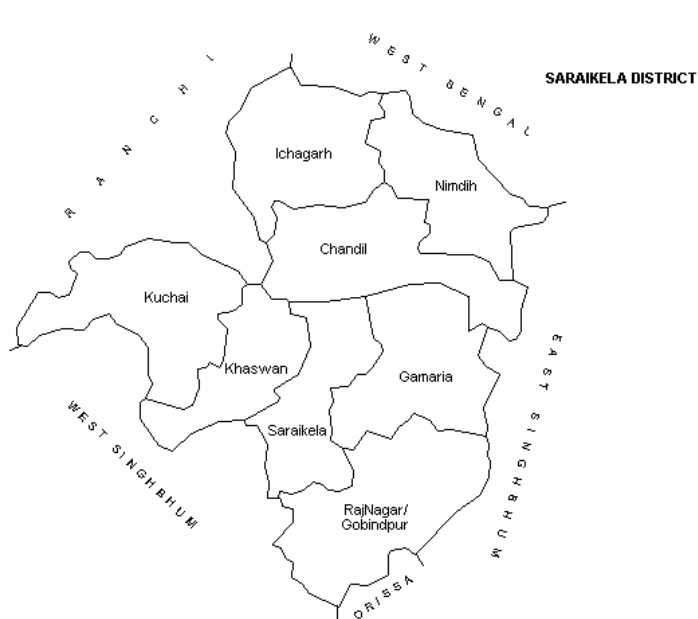 WEST BENGAL
SARAIKELA DISTRICT
RANCHI
Ichagarh
Nimdih
Chandil
Kuchai
Khaswan
Gamaria
EAST SINGHBHUM
WEST SINGHBHUM
Saraikela
RajNagar/
Gobindpur
ORISSA